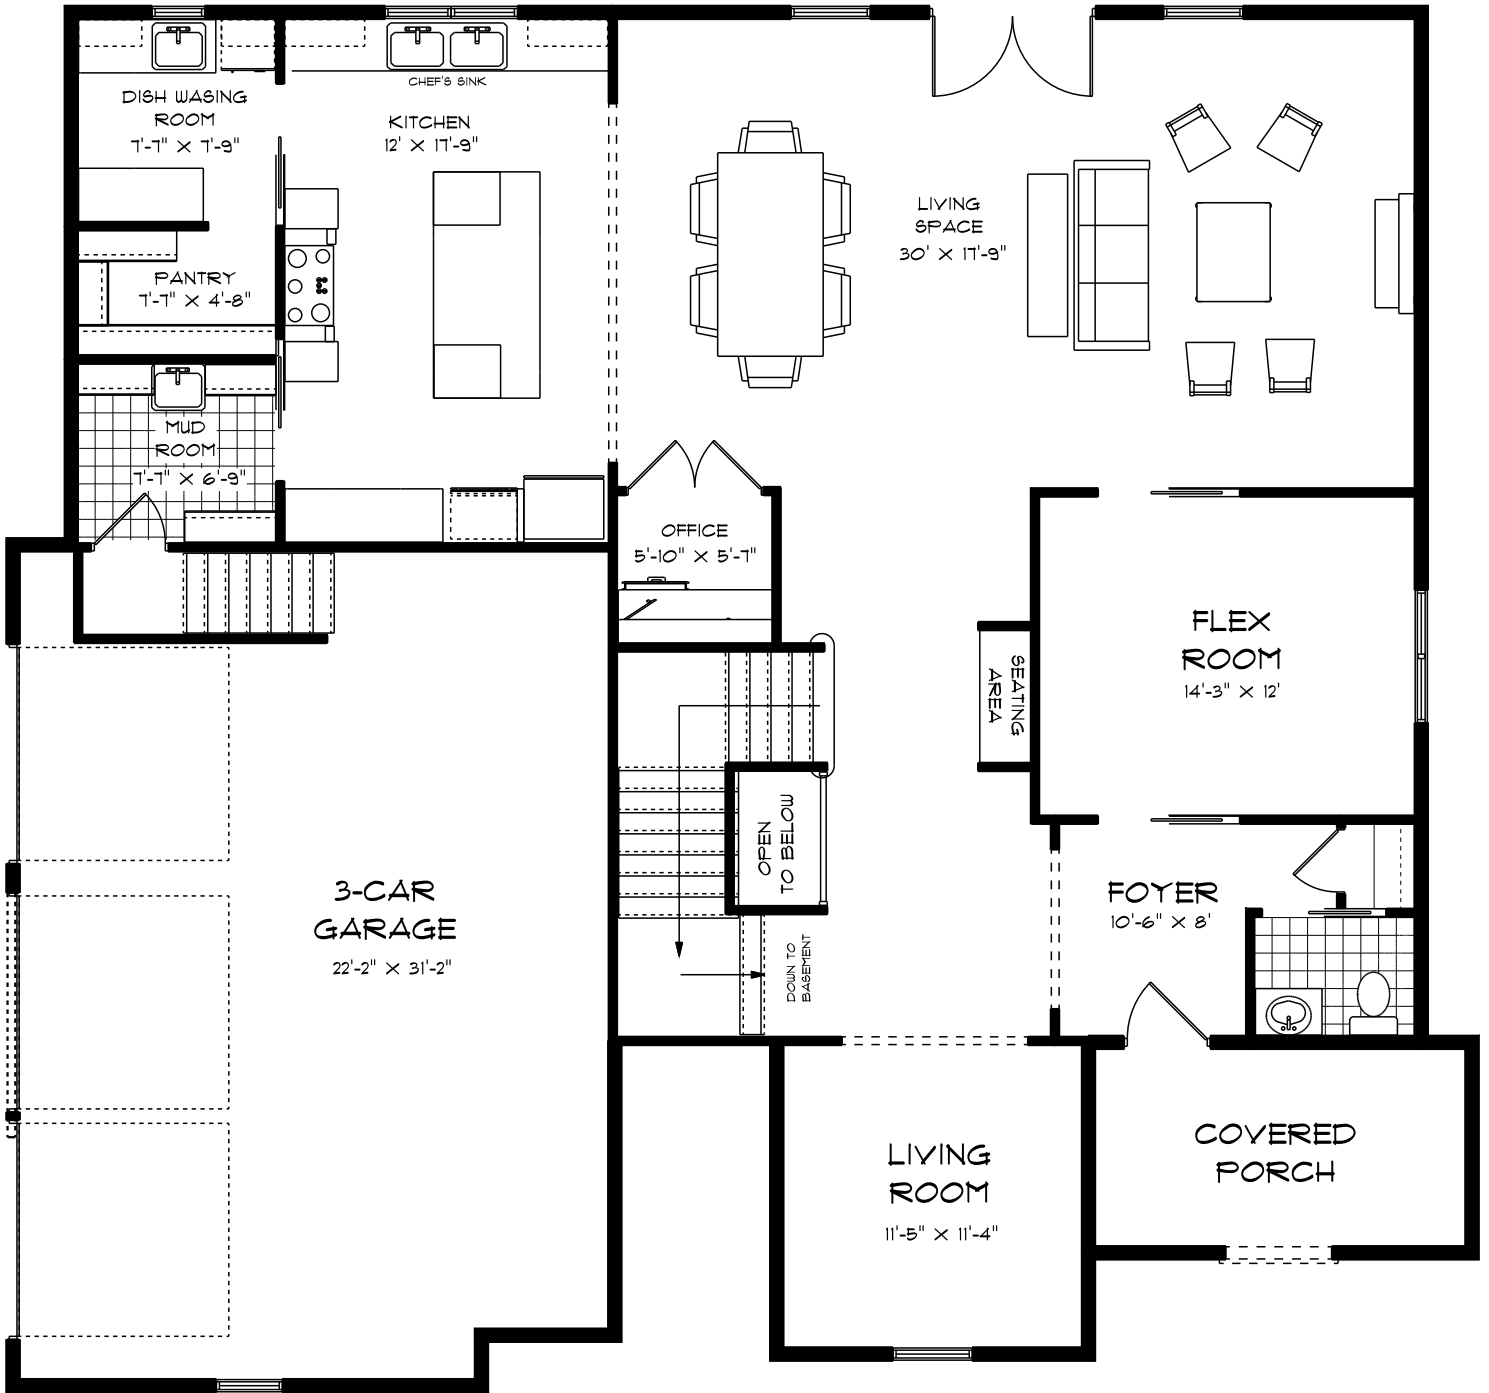 CHEF'S SINK
DISH WASING
ROOM
7'-7" X 7'-9"
KITCHEN
12' X 17'-9"
LIVING
SPACE
30' X 17'-9"
PANTRY
7'-7" X 4'-8"
MUD
ROOM
7'-7" X 6'-9"
OFFICE
5'-10" X 5'-7"
FLEX
ROOM
14'-3" X 12'
SEATING
AREA
OPEN
TO BELOW
3-CAR
GARAGE
22'-2" X 31'-2"
FOYER
10'-6" X 8'
DOWN TO
BASEMENT
LIVING
ROOM
11'-5" X 11'-4"
COVERED
PORCH